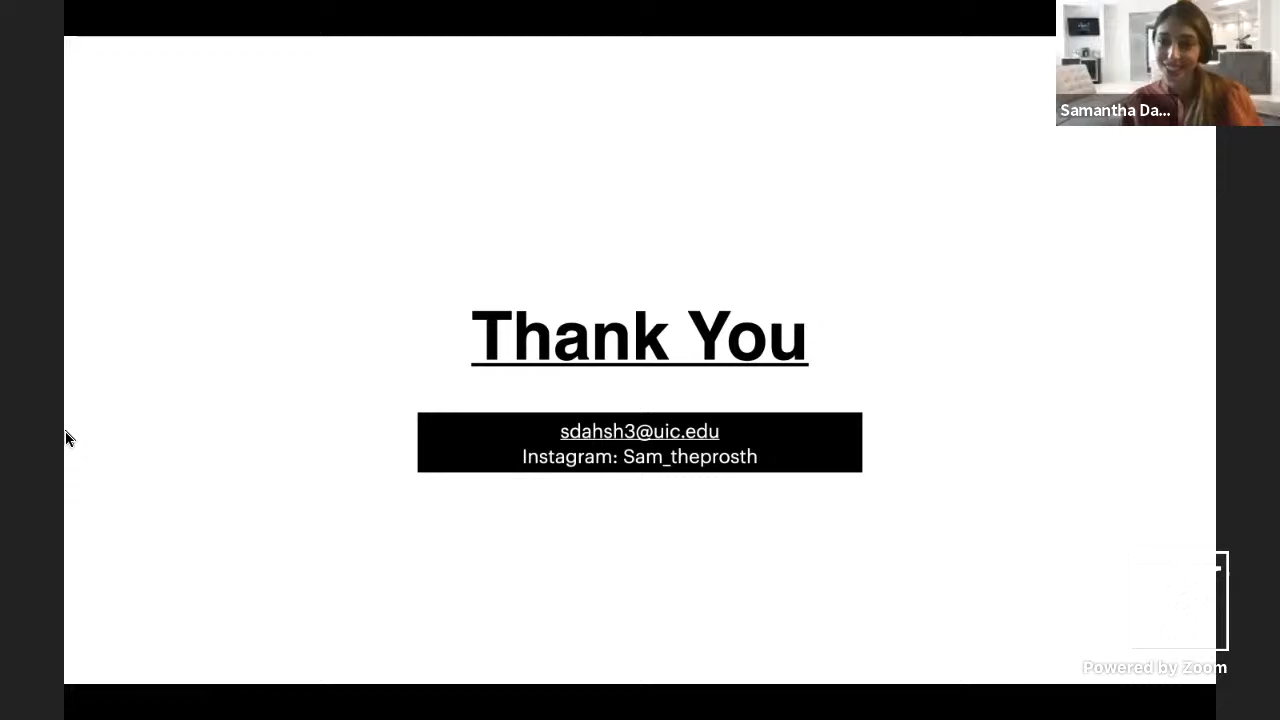 Samantha Da...
Thank You
sdahsh3@uic.edu
Instagram: Sam_theprosth
Powered by Zoom